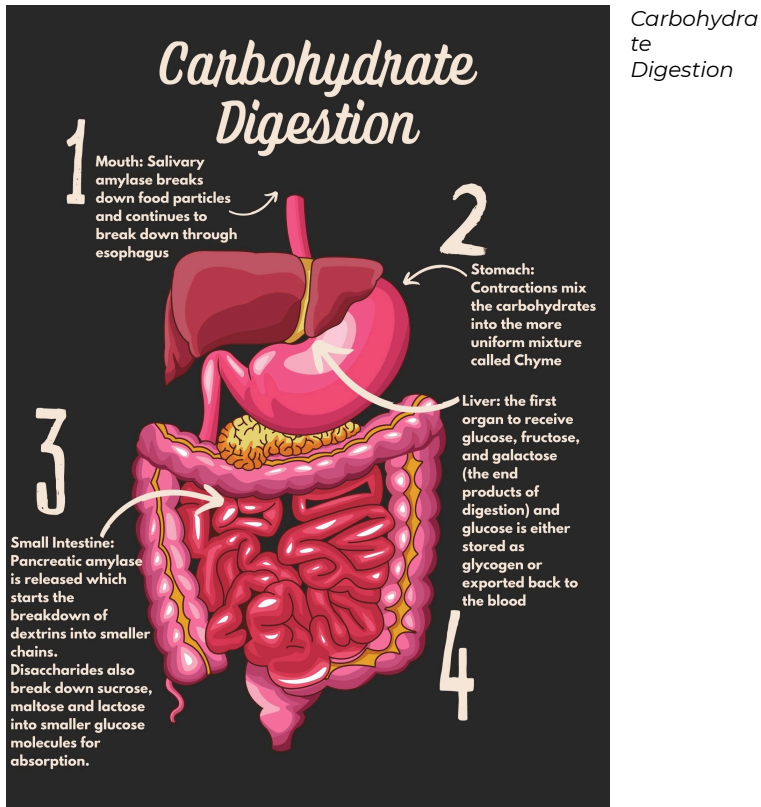 Carbohydra
te
Digestion
Carbohydrate
Digestion
1
Mouth: Salivary
amylase breaks
down food particles
and continues to
break down through
esophagus
2
Stomach:
Contractions mix
the carbohydrates
into the more
uniform mixture
called Chyme
3
Small Intestine:
Pancreatic amylase
is released which
starts the
breakdown of
dextrins into smaller
chains.
Disaccharides also
break down sucrose,
maltose and lactose
into smaller glucose
molecules for
absorption.
Liver: the first
organ to receive
glucose, fructose,
and galactose
(the end
products of
digestion) and
glucose is either
stored as
glycogen or
exported back to
the blood
4